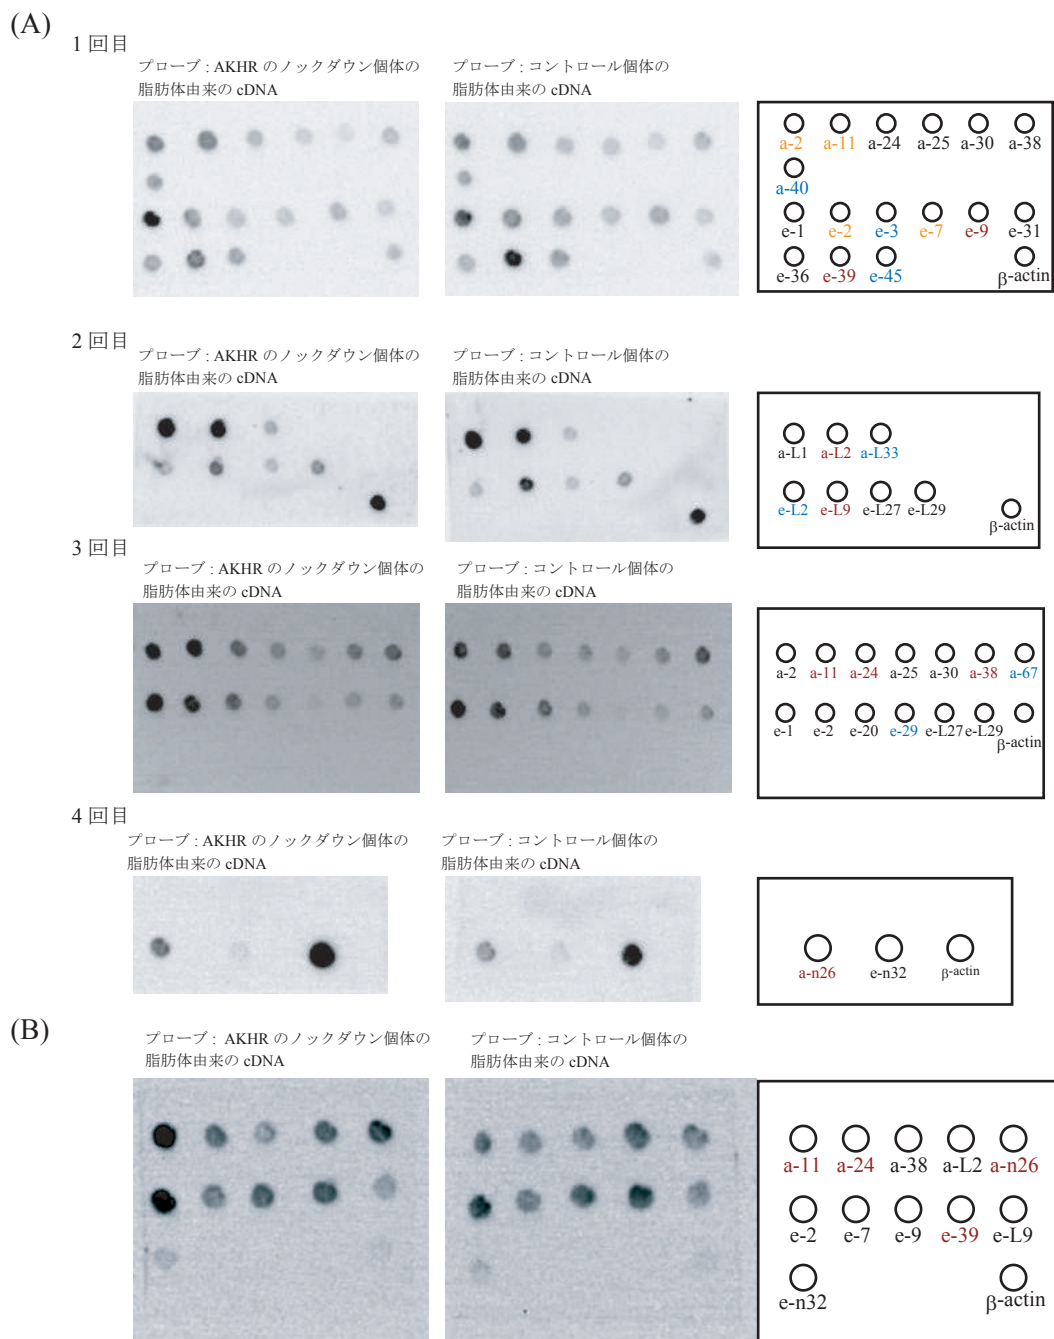 (A)
1 回目
プローブ : AKHR のノックダウン個体の
脂肪体由来の cDNA
プローブ : コントロール個体の
脂肪体由来の cDNA
a-2 a-11 a-24 a-25 a-30 a-38
a-40
e-1 e-2 e-3 e-7 e-9 e-31
e-36 e-39 e-45 β-actin
2 回目
プローブ : AKHR のノックダウン個体の
脂肪体由来の cDNA
プローブ : コントロール個体の
脂肪体由来の cDNA
a-L1 a-L2 a-L33
e-L2 e-L9 e-L27 e-L29
β-actin
3 回目
プローブ : AKHR のノックダウン個体の
脂肪体由来の cDNA
プローブ : コントロール個体の
脂肪体由来の cDNA
a-2 a-11 a-24 a-25 a-30 a-38 a-67
e-1 e-2 e-20 e-29 e-L27 e-L29 β-actin
4 回目
プローブ : AKHR のノックダウン個体の
脂肪体由来の cDNA
プローブ : コントロール個体の
脂肪体由来の cDNA
a-n26 e-n32 β-actin
(B)
プローブ : AKHR のノックダウン個体の
脂肪体由来の cDNA
プローブ : コントロール個体の
脂肪体由来の cDNA
a-11 a-24 a-38 a-L2 a-n26
e-2 e-7 e-9 e-39 e-L9
e-n32 β-actin